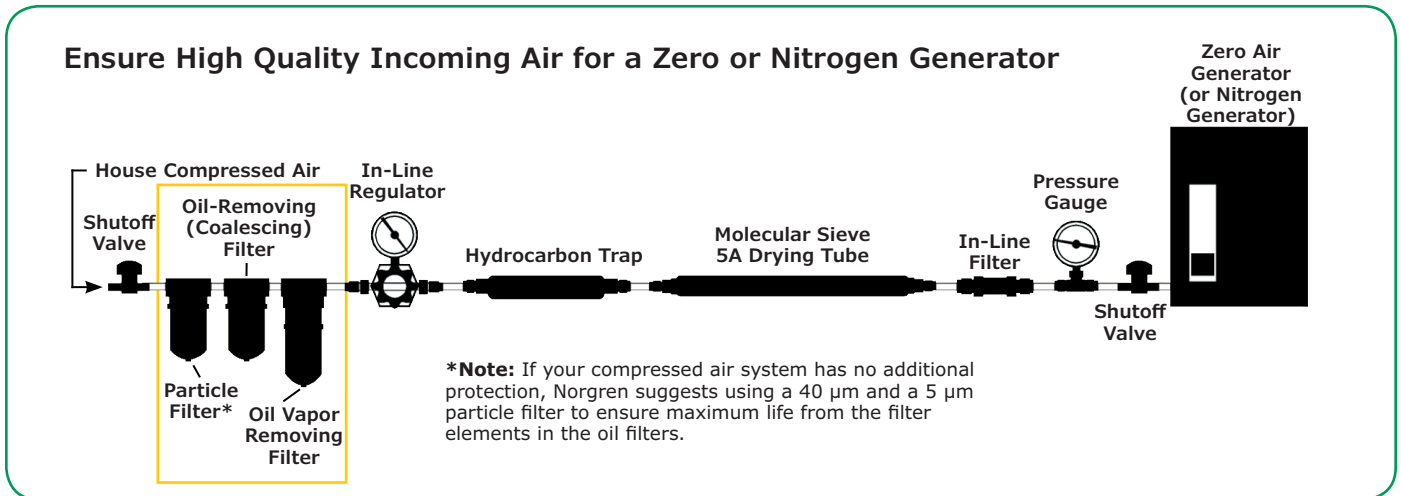 Ensure High Quality Incoming Air for a Zero or Nitrogen Generator
Zero Air
Generator
(or Nitrogen
Generator)
House Compressed Air
Shutoff
Valve
Oil-Removing
(Coalescing)
Filter
In-Line
Regulator
Hydrocarbon Trap
Molecular Sieve
5A Drying Tube
In-Line
Filter
Pressure
Gauge
Shutoff
Valve
Particle
Filter*
Oil Vapor
Removing
Filter
*Note: If your compressed air system has no additional
protection, Norgren suggests using a 40 µm and a 5 µm
particle filter to ensure maximum life from the filter
elements in the oil filters.